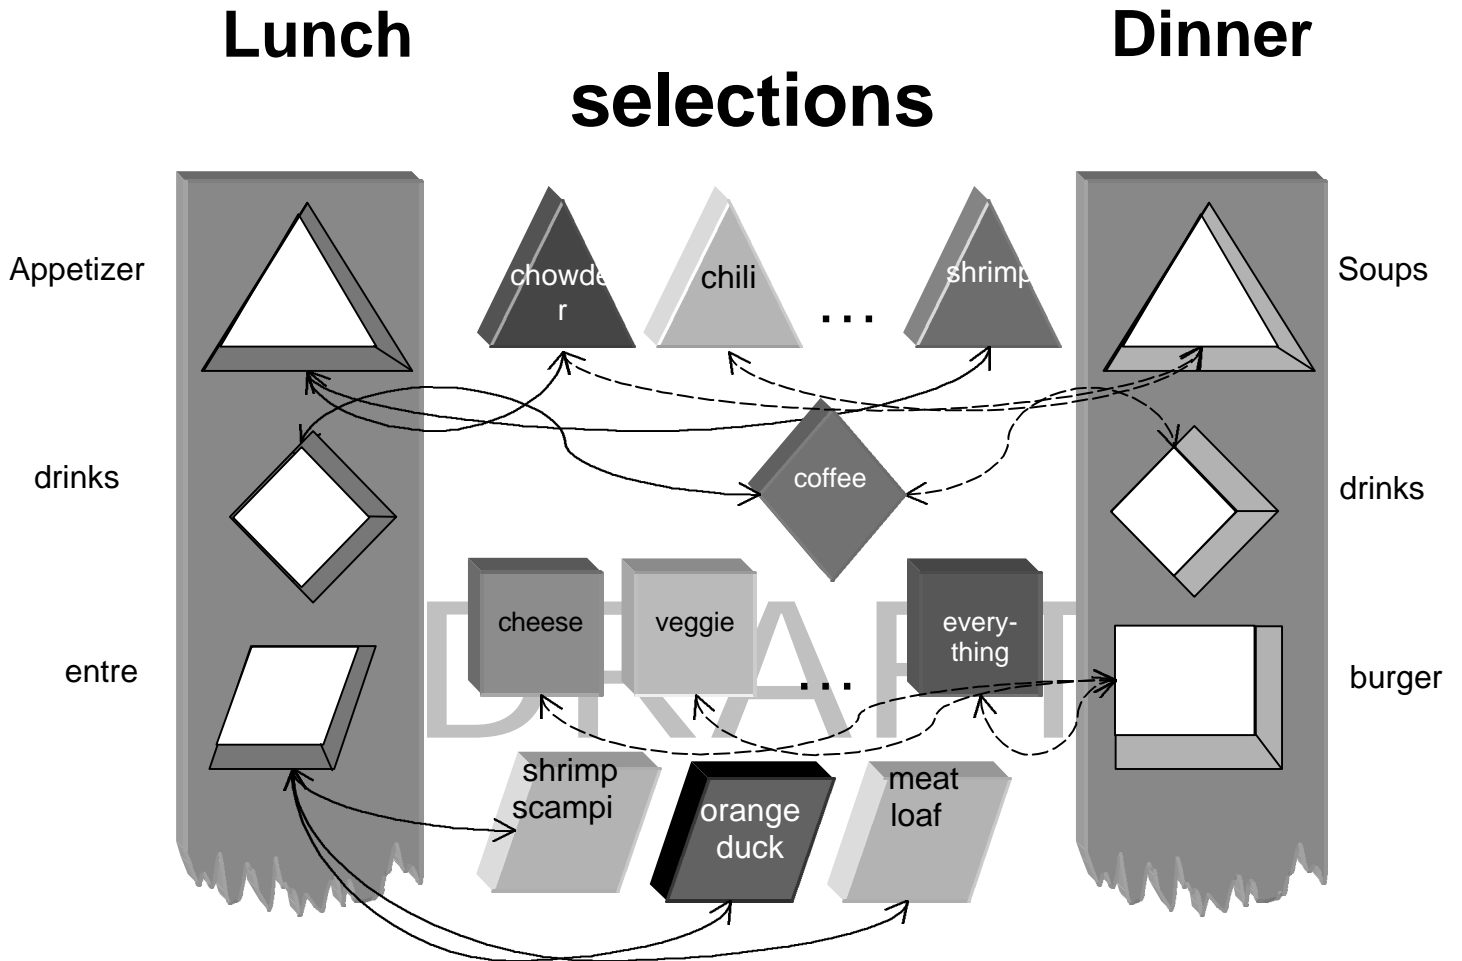 Lunch
Dinner
selections
Appetizer
chowde
r
chili
...
shrimp
Soups
drinks
coffee
drinks
cheese
veggie
...
every-
thing
entre
burger
DRAFT
shrimp
scampi
orange
duck
meat
loaf